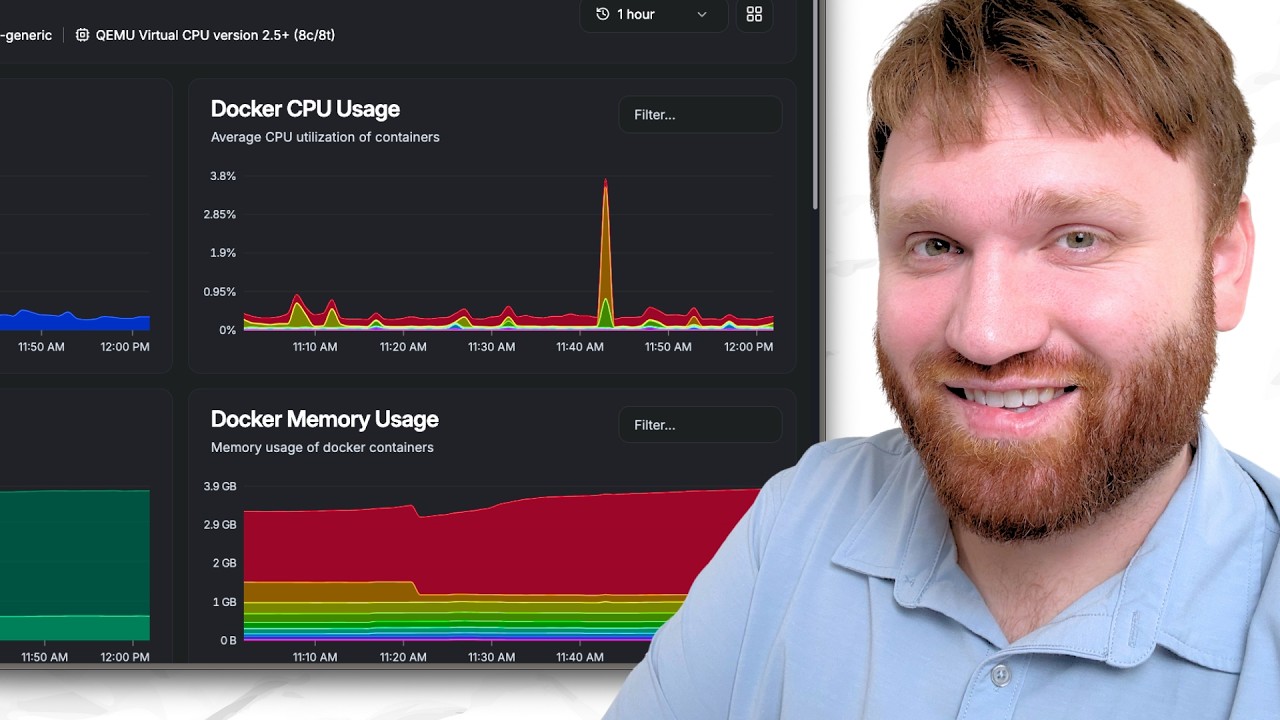 1 hour
-generic
QEMU Virtual CPU version 2.5+ (8c/8t)
11:50 AM
12:00 PM
Docker CPU Usage
Filter...
Average CPU utilization of containers
3.8%
2.85%
1.9%
0.95%
0%
11:10 AM
11:20 AM
11:30 AM
11:40 AM
11:50 AM
12:00 PM
Docker Memory Usage
Filter...
Memory usage of docker containers
3.9 GB
2.9 GB
2 GB
1 GB
0 B
11:50 AM
12:00 PM
11:10 AM
11:20 AM
11:30 AM
11:40 AM